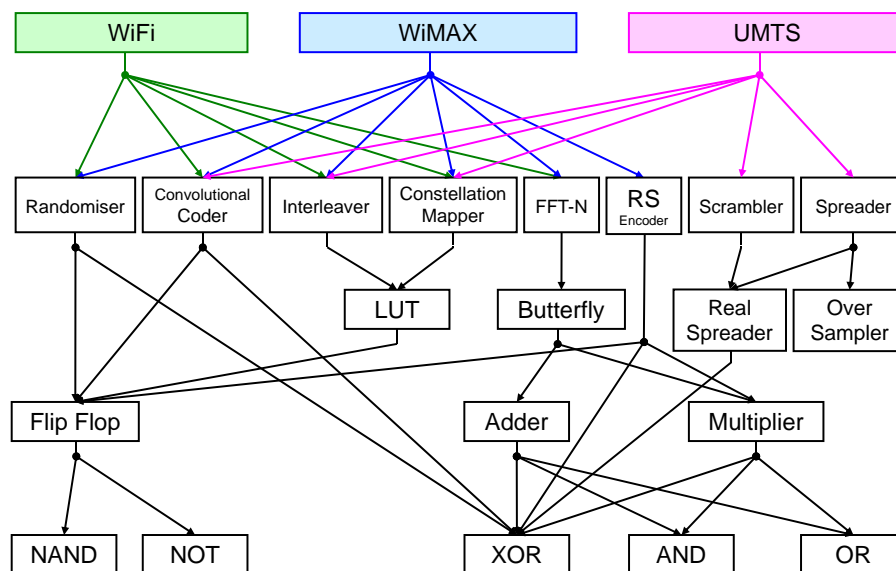 WiFi
WiMAX
UMTS
Randomiser
Convolutional
Coder
Interleaver
Constellation
Mapper
FFT-N
RS
Encoder
Scrambler
Spreader
LUT
Butterfly
Real
Spreader
Over
Sampler
Flip Flop
Adder
Multiplier
NAND
NOT
XOR
AND
OR